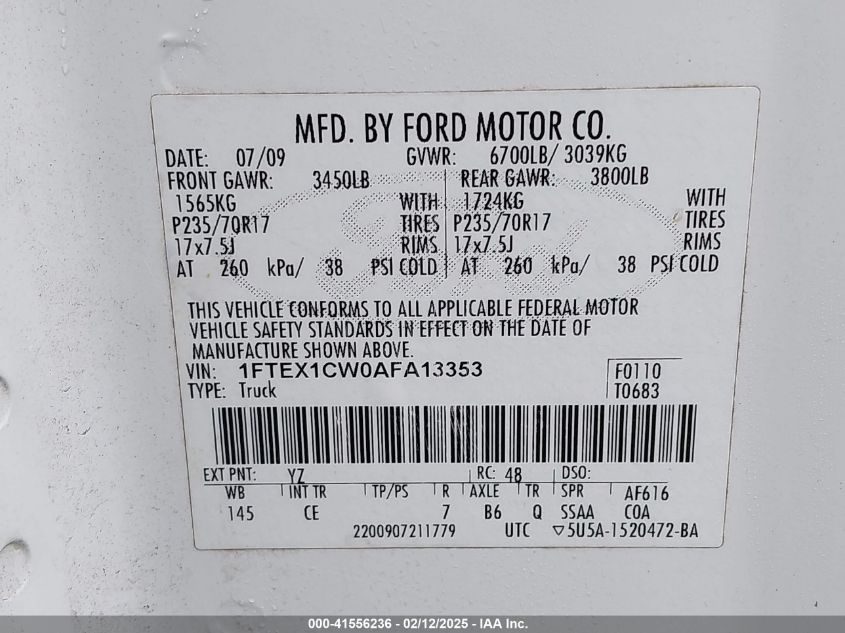 MFD. BY FORD MOTOR CO.
DATE: 07/09 GVWR: 6700LB/ 3039KG
FRONT GAWR: 3450LB REAR GAWR: 3800LB
1565KG WITH 1724KG WITH
P235/70R17 TIRES P235/70R17 TIRES
17x7.5J RIMS 17x7.5J RIMS
AT 260 kPa/ 38 PSI COLD AT 260 kPa/ 38 PSI COLD
Ford
THIS VEHICLE CONFORMS TO ALL APPLICABLE FEDERAL MOTOR
VEHICLE SAFETY STANDARDS IN EFFECT ON THE DATE OF
MANUFACTURE SHOWN ABOVE.
VIN: 1FTEX1CW0AFA13353 F0110
TYPE: Truck T0683
EXT PNT: YZ RC: 48 DSO:
WB INT TR TP/PS R AXLE TR SPR AF616
145 CE 7 B6 Q SSAA COA
2200907211779 UTC ▽5U5A-1520472-BA
000-41556236 - 02/12/2025 - IAA Inc.